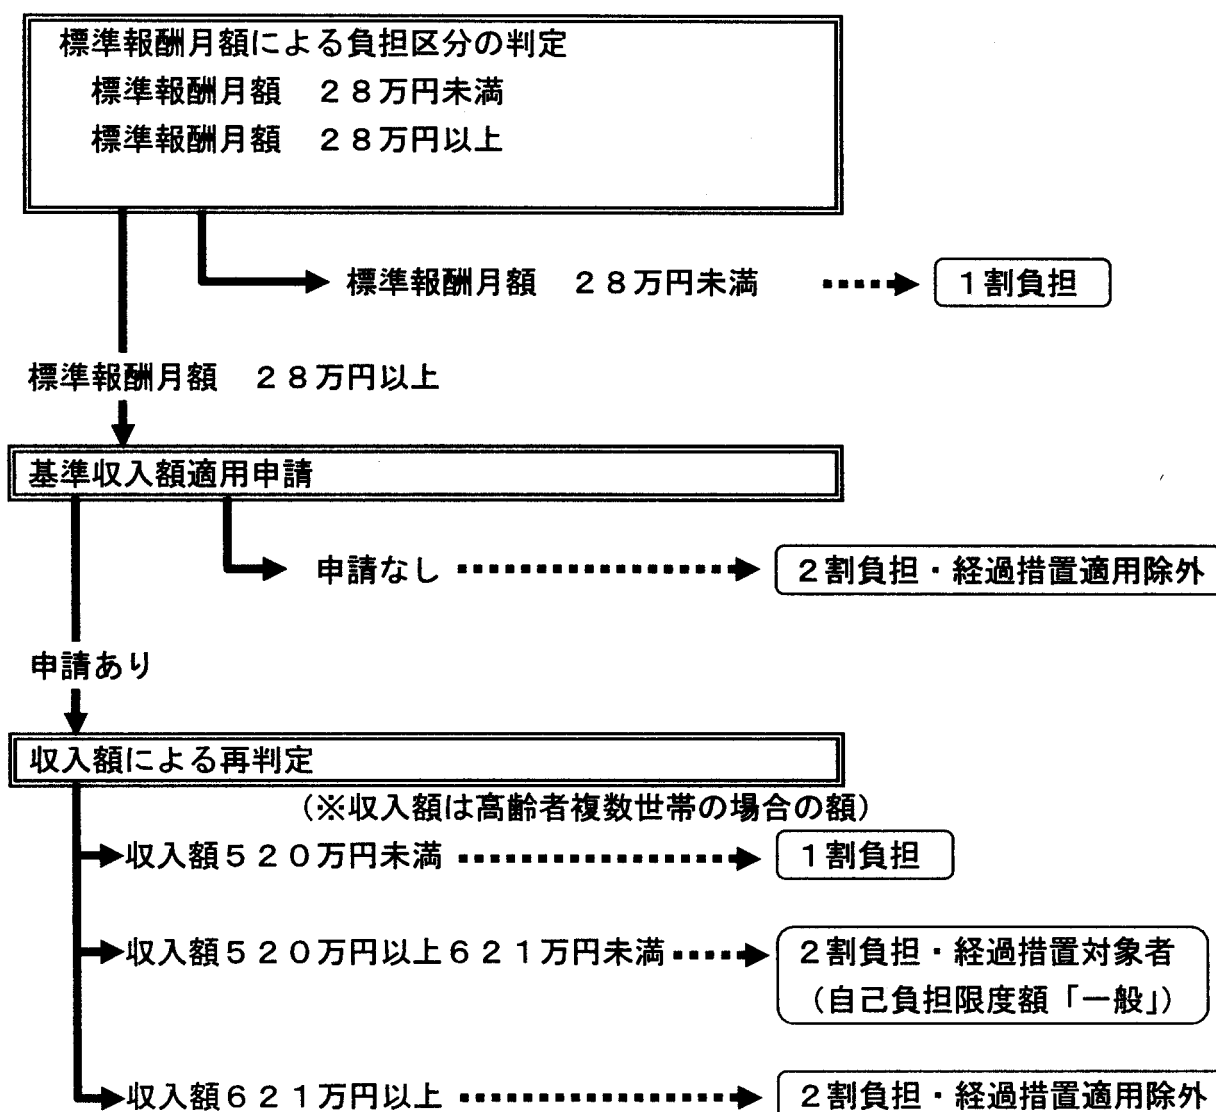 標準報酬月額による負担区分の判定
標準報酬月額　２８万円未満
標準報酬月額　２８万円以上
標準報酬月額　２８万円未満
１割負担
標準報酬月額　２８万円以上
基準収入額適用申請
申請なし
２割負担・経過措置適用除外
申請あり
収入額による再判定
（※収入額は高齢者複数世帯の場合の額）
収入額５２０万円未満
１割負担
収入額５２０万円以上６２１万円未満
２割負担・経過措置対象者
（自己負担限度額「一般」）
収入額６２１万円以上
２割負担・経過措置適用除外